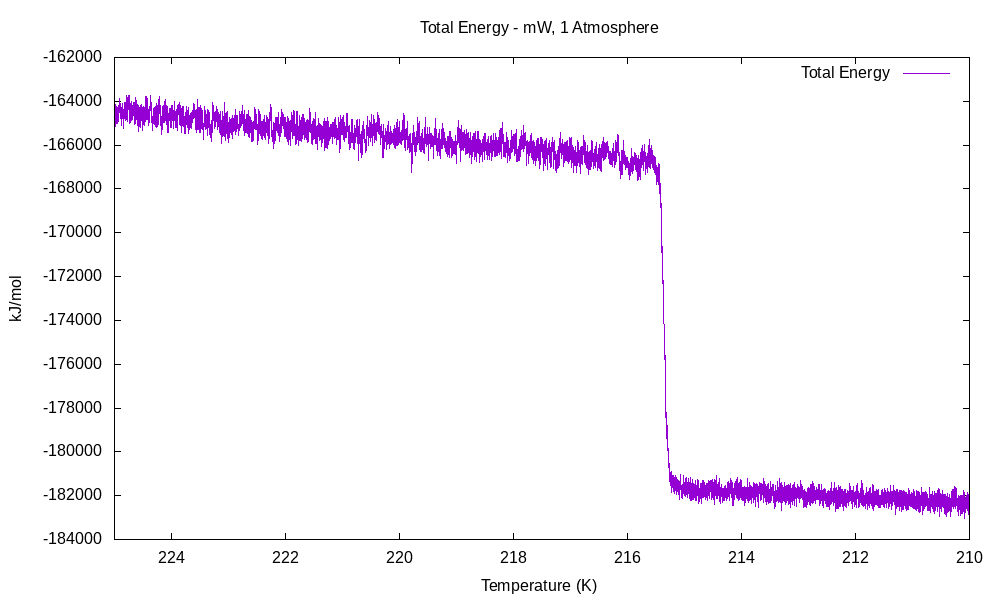 Total Energy - mW, 1 Atmosphere
Total Energy
-162000
-164000
-166000
-168000
-170000
-172000
-174000
-176000
-178000
-180000
-182000
-184000
kJ/mol
224 222 220 218 216 214 212 210
Temperature (K)